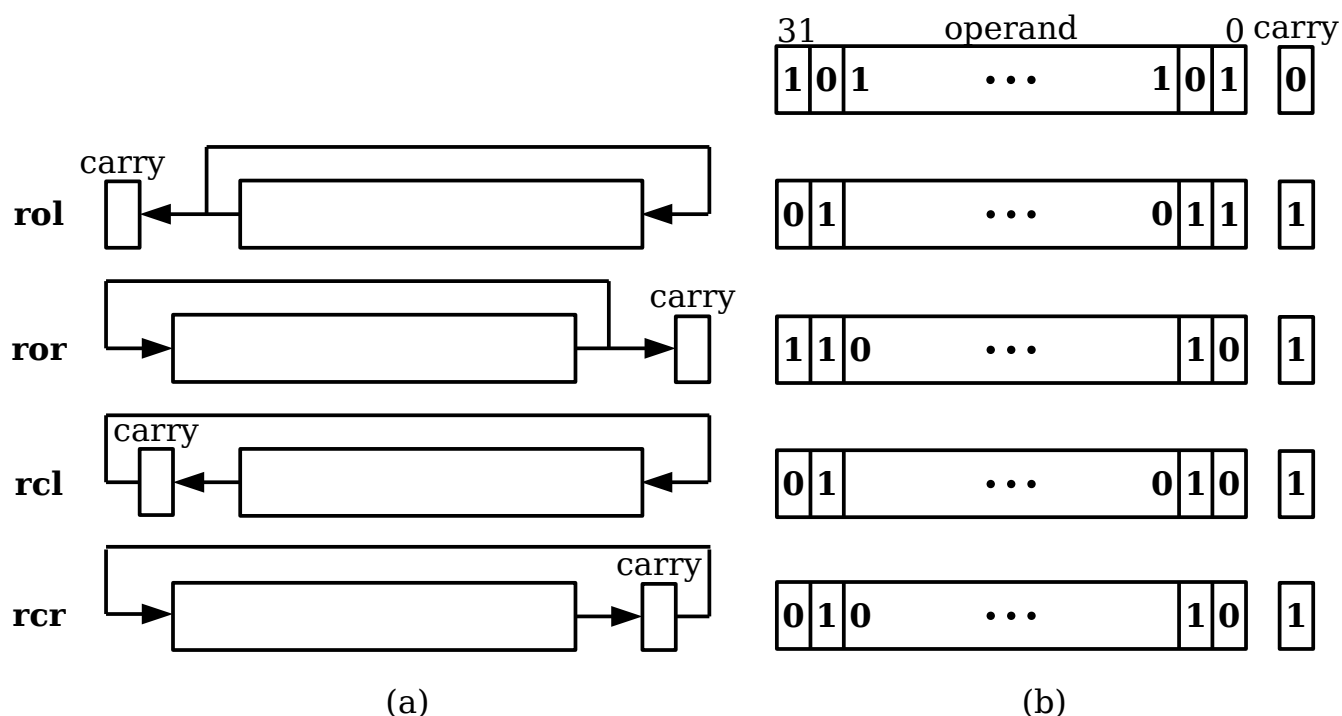 31 operand 0 carry
1 0 1 ··· 1 0 1 0
carry
rol 0 1 ··· 0 1 1 1
carry
ror 1 1 0 ··· 1 0 1
carry
rcl 0 1 ··· 0 1 0 1
carry
rcr 0 1 0 ··· 1 0 1
(a) (b)